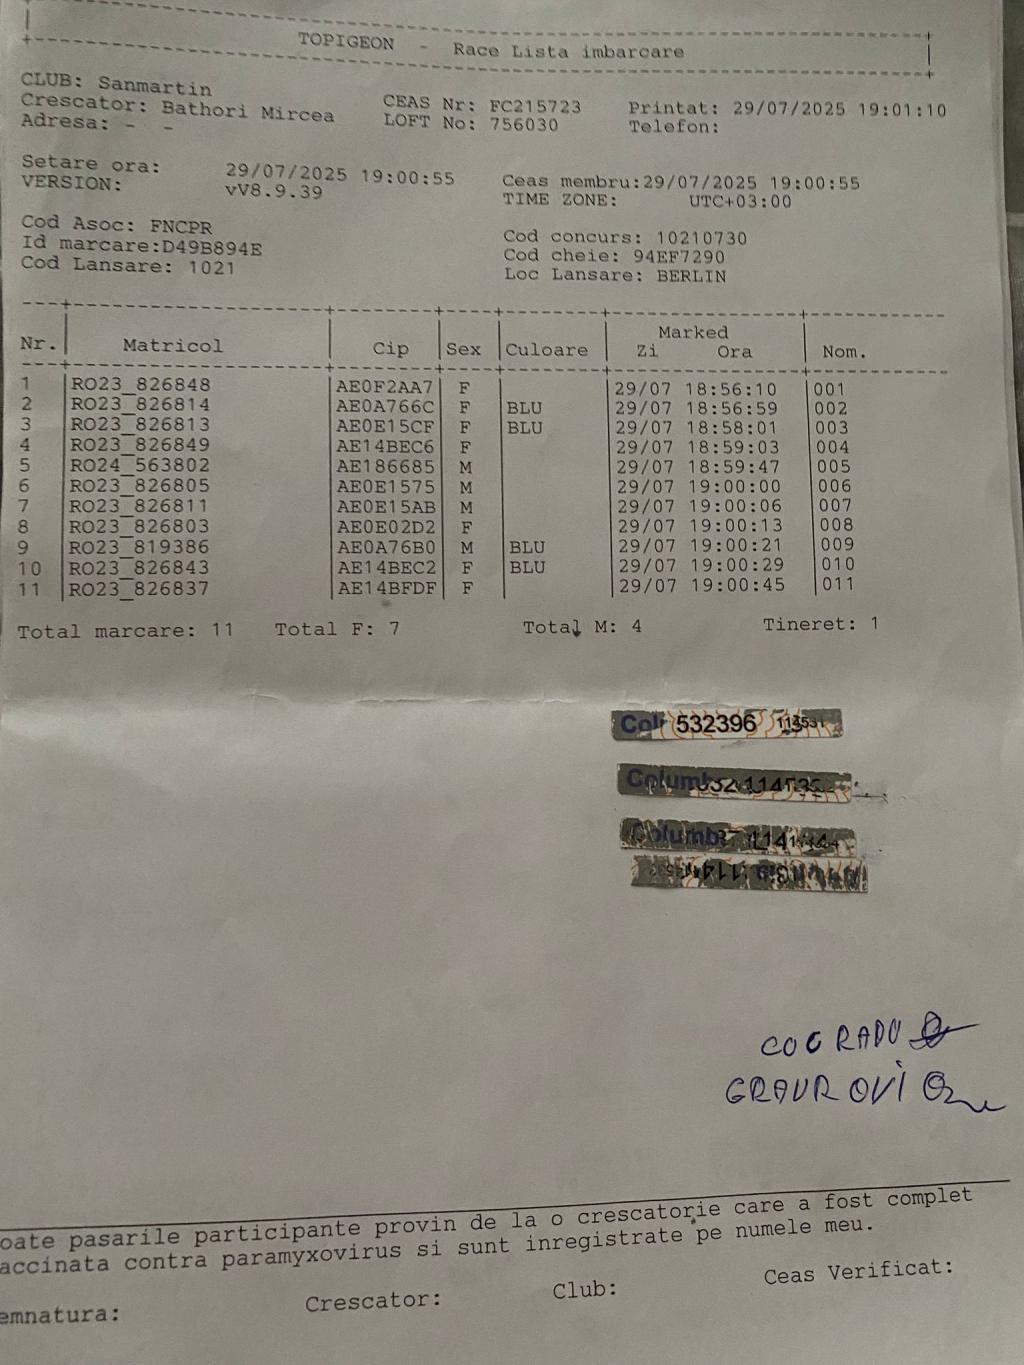 TOPIGEON - Race Lista imbarcare
CLUB: Sanmartin
Crescator: Bathori Mircea CEAS Nr: FC215723 Printat: 29/07/2025 19:01:10
Adresa: - - LOFT No: 756030 Telefon:
Setare ora: 29/07/2025 19:00:55 Ceas membru:29/07/2025 19:00:55
VERSION: vV8.9.39 TIME ZONE: UTC+03:00
Cod Asoc: FNCPR Cod concurs: 10210730
Id marcare:D49B894E Cod cheie: 94EF7290
Cod Lansare: 1021 Loc Lansare: BERLIN
Marked
Nr. Matricol Cip Sex Culoare Zi Ora Nom.
1 RO23_826848 AE0F2AA7 F 29/07 18:56:10 001
2 RO23_826814 AE0A766C F BLU 29/07 18:56:59 002
3 RO23_826813 AE0E15CF F BLU 29/07 18:58:01 003
4 RO23_826849 AE14BEC6 F 29/07 18:59:03 004
5 RO24_563802 AE186685 M 29/07 18:59:47 005
6 RO23_826805 AE0E1575 M 29/07 19:00:00 006
7 RO23_826811 AE0E15AB M 29/07 19:00:06 007
8 RO23_826803 AE0E02D2 F 29/07 19:00:13 008
9 RO23_819386 AE0A76B0 M BLU 29/07 19:00:21 009
10 RO23_826843 AE14BEC2 F BLU 29/07 19:00:29 010
11 RO23_826837 AE14BFDF F 29/07 19:00:45 011
Total marcare: 11 Total F: 7 Total M: 4 Tineret: 1
532396
COC RADU
GRAUR OVI
oate pasarile participante provin de la o crescatorie care a fost complet
accinata contra paramyxovirus si sunt inregistrate pe numele meu.
emnatura: Crescator: Club: Ceas Verificat: